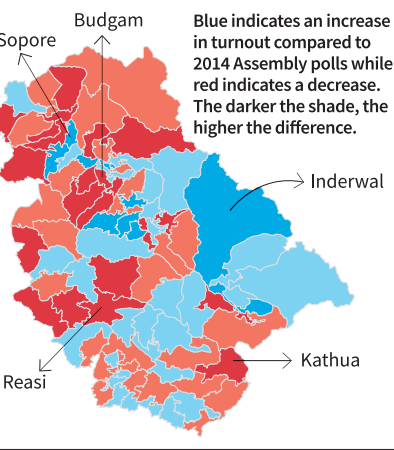 Budgam
Sopore
Blue indicates an increase
in turnout compared to
2014 Assembly polls while
red indicates a decrease.
The darker the shade, the
higher the difference.
Inderwal
Kathua
Reasi